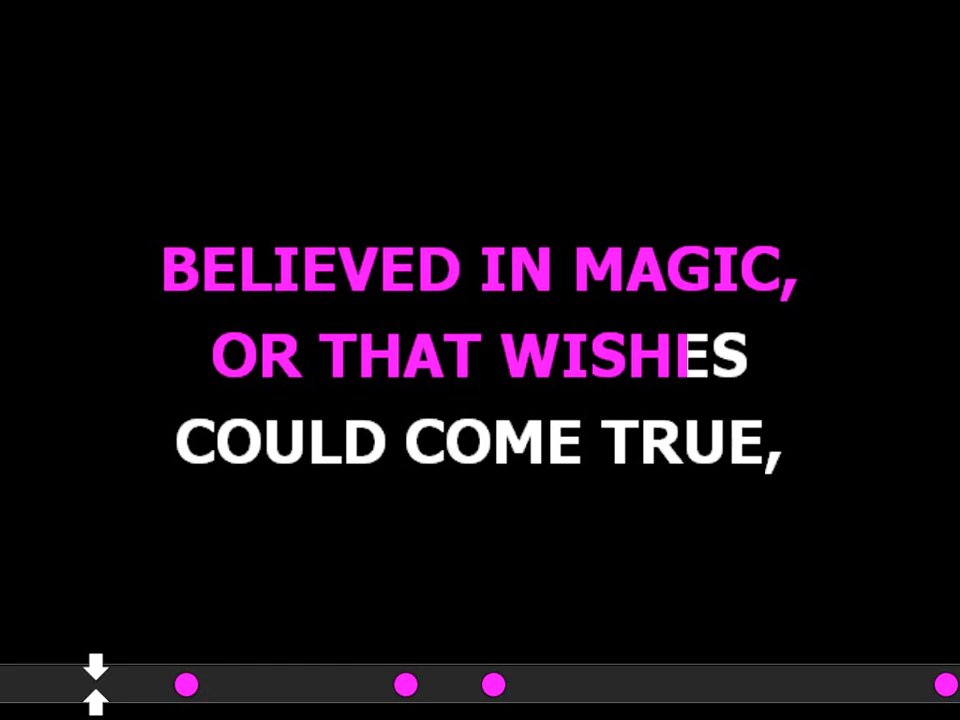 BELIEVED IN MAGIC,
OR THAT WISHES
COULD COME TRUE,